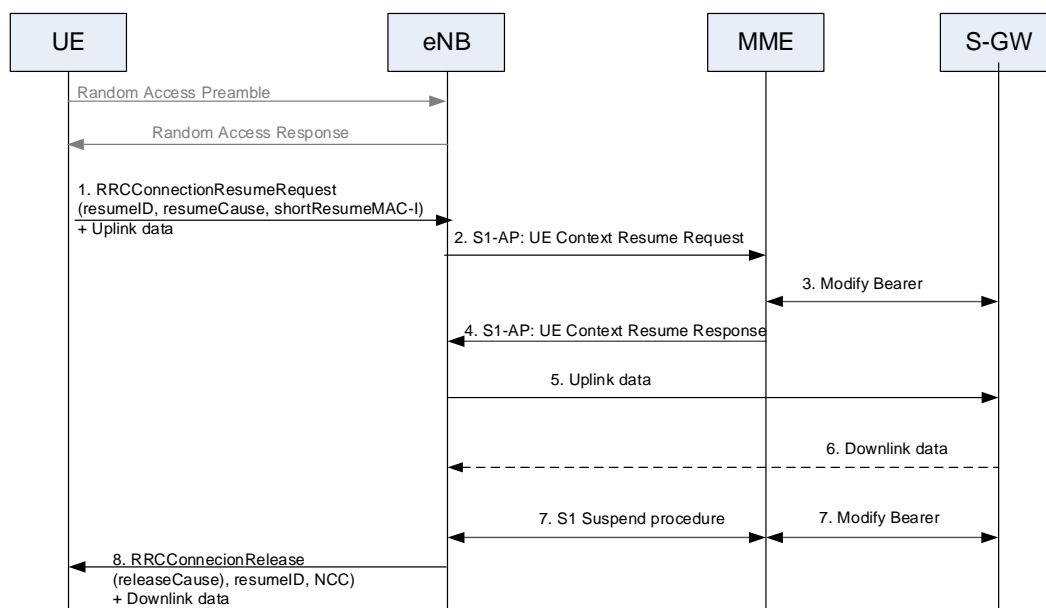 UE
eNB
MME
S-GW
Random Access Preamble
Random Access Response
1. RRCConnectionResumeRequest
(resumeID, resumeCause, shortResumeMAC-I)
+ Uplink data
2. S1-AP: UE Context Resume Request
3. Modify Bearer
4. S1-AP: UE Context Resume Response
5. Uplink data
6. Downlink data
7. S1 Suspend procedure
7. Modify Bearer
8. RRCConnecionRelease
(releaseCause), resumeID, NCC)
+ Downlink data